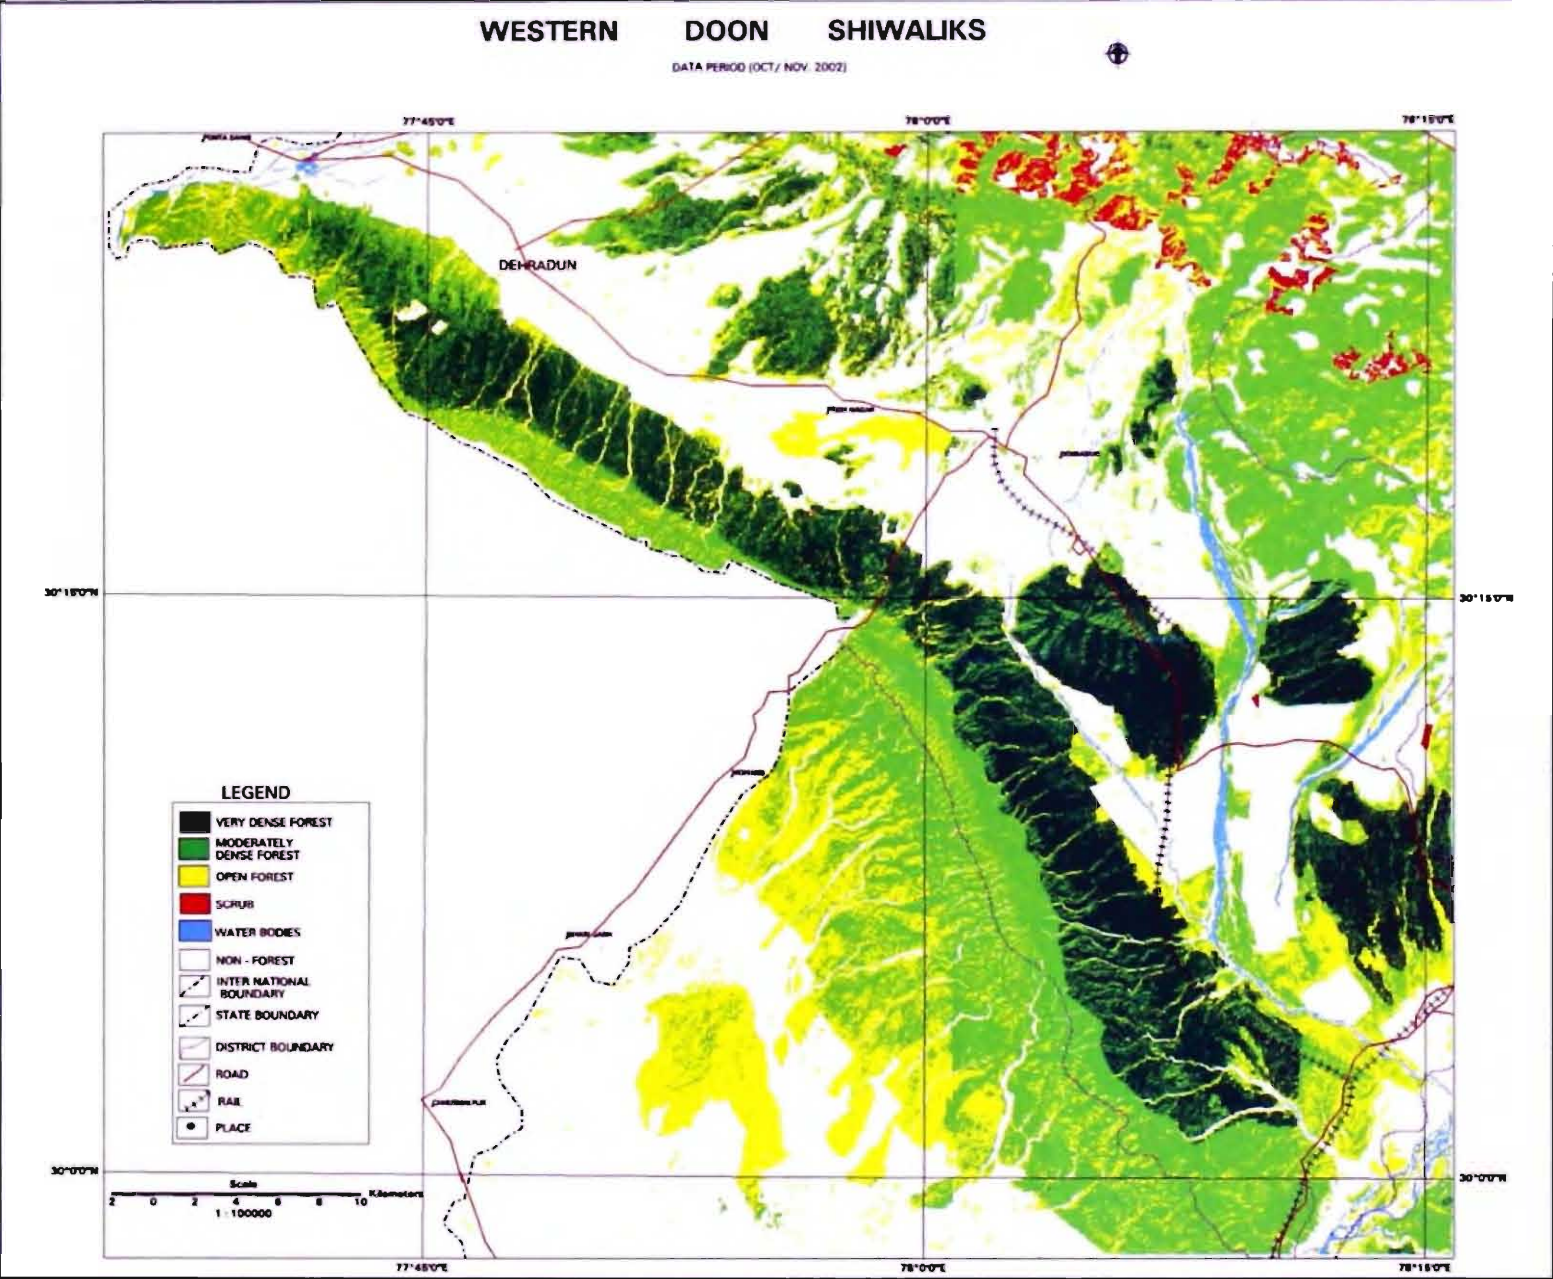 WESTERN DOON SHIWALIKS
DATA PERIOD (OCT/ NOV. 2002)
77°45'0"E
78°0'0"E
78°15'0"E
DEHRADUN
30°15'0"N
30°15'0"N
LEGEND
VERY DENSE FOREST
MODERATELY
DENSE FOREST
OPEN FOREST
SCRUB
WATER BODIES
NON - FOREST
INTER NATIONAL
BOUNDARY
STATE BOUNDARY
DISTRICT BOUNDARY
ROAD
RAIL
PLACE
30°0'0"N
30°0'0"N
Scale
2 0 2 4 6 8 10 Kilometers
1 : 100000
77°45'0"E
78°0'0"E
78°15'0"E